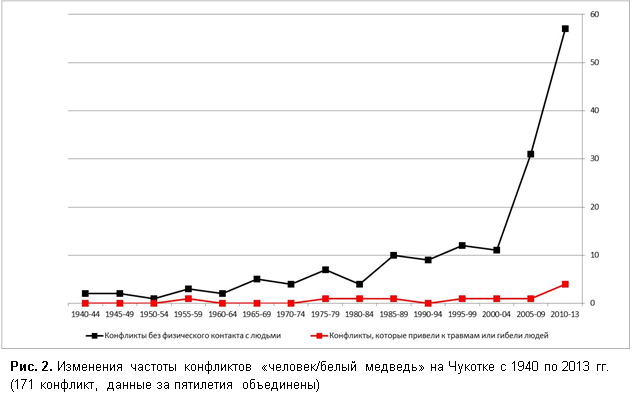 60
50
40
30
20
10
0
1940-44 1945-49 1950-54 1955-59 1960-64 1965-69 1970-74 1975-79 1980-84 1985-89 1990-94 1995-99 2000-04 2005-09 2010-13
Конфликты без физического контакта с людьми Конфликты, которые привели к травмам или гибели людей
Рис. 2. Изменения частоты конфликтов «человек/белый медведь» на Чукотке с 1940 по 2013 гг.
(171 конфликт, данные за пятилетия объединены)